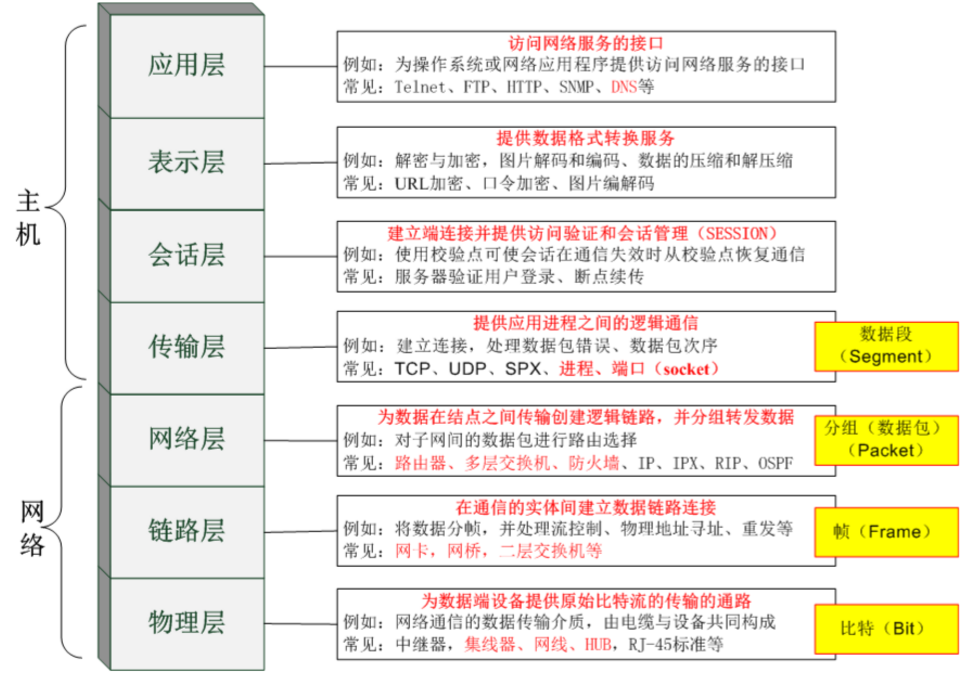 应用层
访问网络服务的接口
例如：为操作系统或网络应用程序提供访问网络服务的接口
常见：Telnet、FTP、HTTP、SNMP、DNS等
表示层
提供数据格式转换服务
例如：解密与加密，图片解码和编码、数据的压缩和解压缩
常见：URL加密、口令加密、图片编解码
主机
会话层
建立端连接并提供访问验证和会话管理（SESSION）
例如：使用校验点可使会话在通信失效时从校验点恢复通信
常见：服务器验证用户登录、断点续传
传输层
提供应用进程之间的逻辑通信
例如：建立连接，处理数据包错误、数据包次序
常见：TCP、UDP、SPX、进程、端口（socket）
数据段
（Segment）
网络层
为数据在结点之间传输创建逻辑链路，并分组转发数据
例如：对子网间的数据包进行路由选择
常见：路由器、多层交换机、防火墙、IP、IPX、RIP、OSPF
分组（数据包）
（Packet）
网络
链路层
在通信的实体间建立数据链路连接
例如：将数据分帧，并处理流控制、物理地址寻址、重发等
常见：网卡，网桥，二层交换机等
帧（Frame）
物理层
为数据端设备提供原始比特流的传输的通路
例如：网络通信的数据传输介质，由电缆与设备共同构成
常见：中继器，集线器、网线、HUB，RJ-45标准等
比特（Bit）